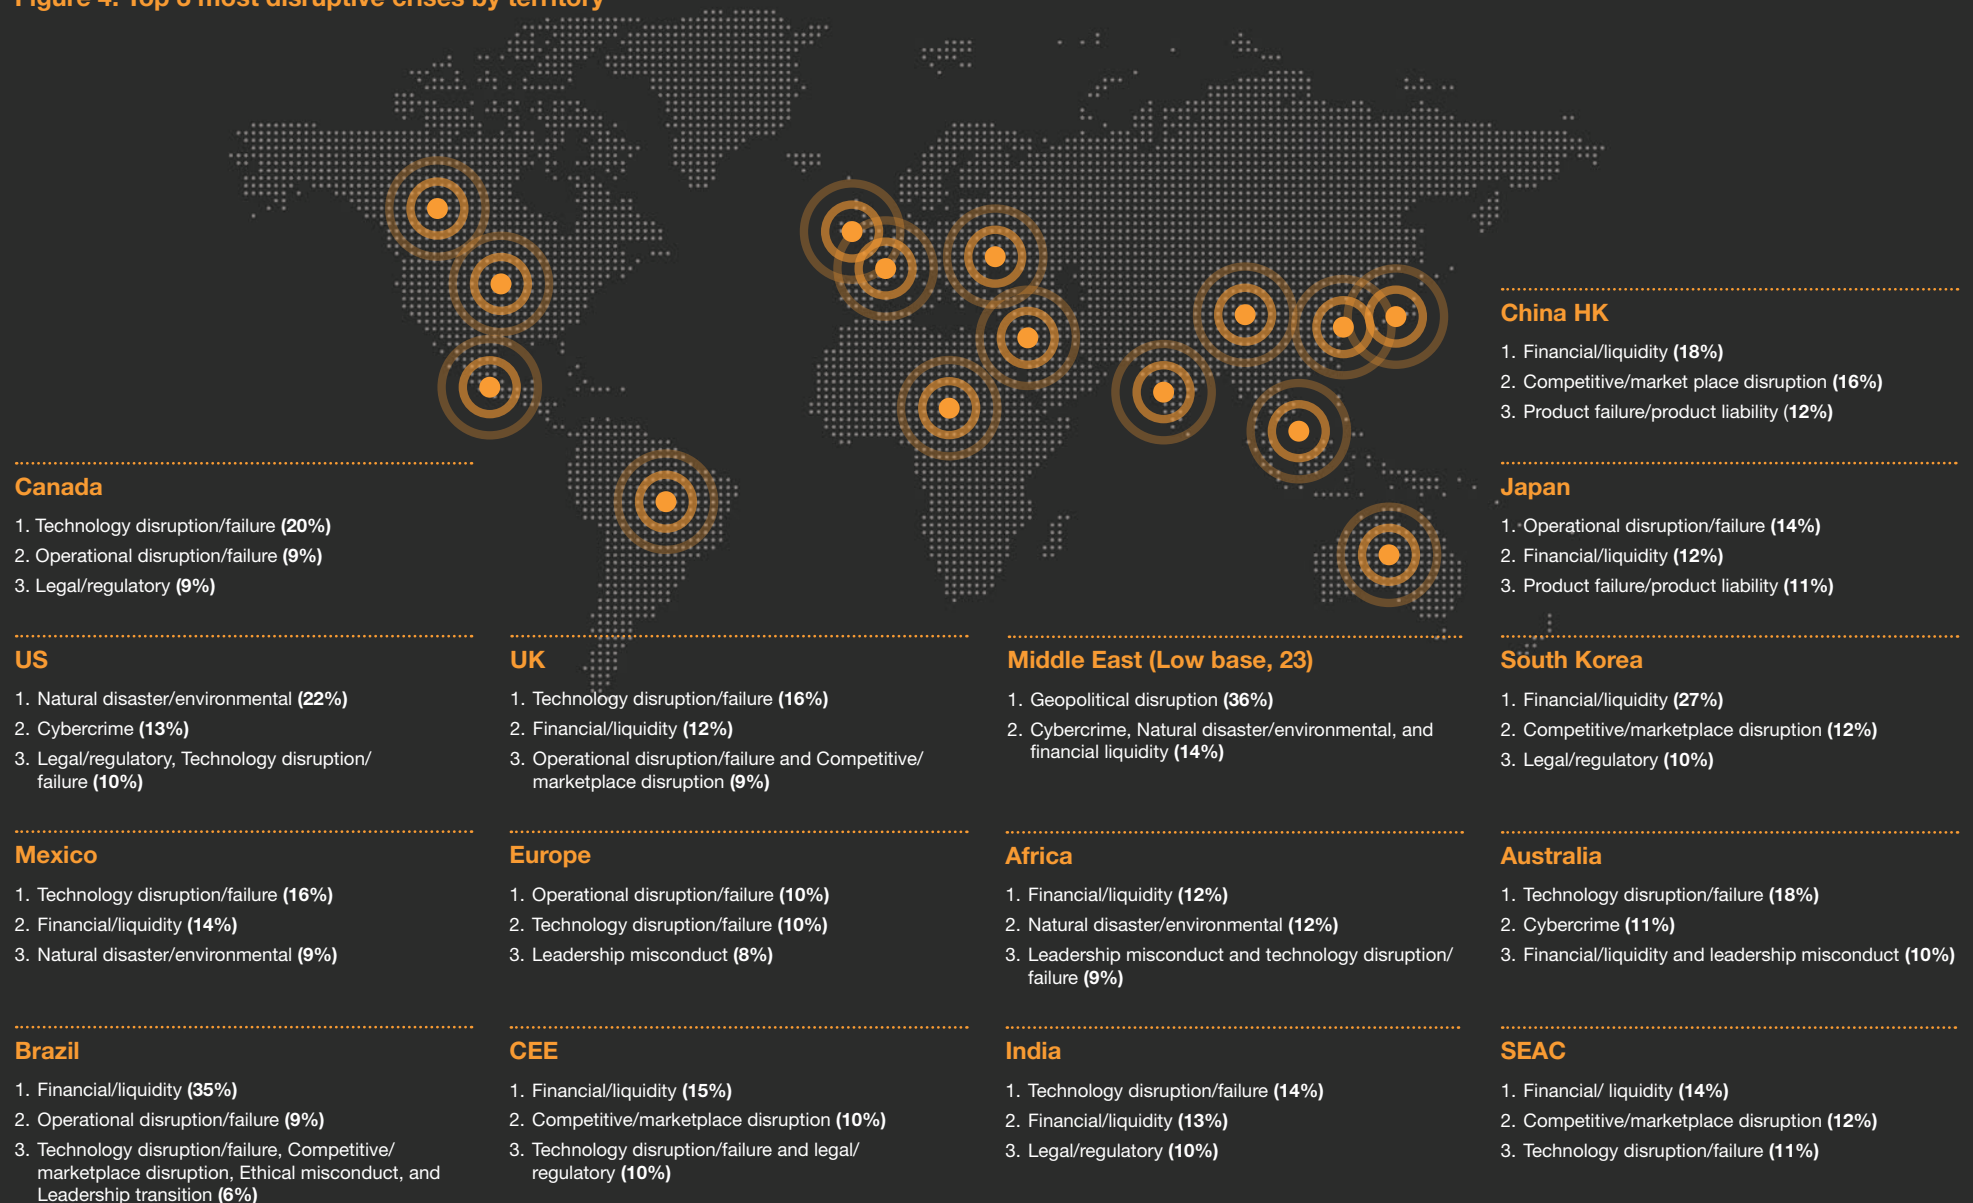 Figure 4: Top 3 most disruptive crises by territory
China HK
1. Financial/liquidity (18%)
2. Competitive/market place disruption (16%)
3. Product failure/product liability (12%)
Canada
1. Technology disruption/failure (20%)
2. Operational disruption/failure (9%)
3. Legal/regulatory (9%)
Japan
1. Operational disruption/failure (14%)
2. Financial/liquidity (12%)
3. Product failure/product liability (11%)
US
1. Natural disaster/environmental (22%)
2. Cybercrime (13%)
3. Legal/regulatory, Technology disruption/
failure (10%)
UK
1. Technology disruption/failure (16%)
2. Financial/liquidity (12%)
3. Operational disruption/failure and Competitive/
marketplace disruption (9%)
Middle East (Low base, 23)
1. Geopolitical disruption (36%)
2. Cybercrime, Natural disaster/environmental, and
financial liquidity (14%)
South Korea
1. Financial/liquidity (27%)
2. Competitive/marketplace disruption (12%)
3. Legal/regulatory (10%)
Mexico
1. Technology disruption/failure (16%)
2. Financial/liquidity (14%)
3. Natural disaster/environmental (9%)
Europe
1. Operational disruption/failure (10%)
2. Technology disruption/failure (10%)
3. Leadership misconduct (8%)
Africa
1. Financial/liquidity (12%)
2. Natural disaster/environmental (12%)
3. Leadership misconduct and technology disruption/
failure (9%)
Australia
1. Technology disruption/failure (18%)
2. Cybercrime (11%)
3. Financial/liquidity and leadership misconduct (10%)
Brazil
1. Financial/liquidity (35%)
2. Operational disruption/failure (9%)
3. Technology disruption/failure, Competitive/
marketplace disruption, Ethical misconduct, and
Leadership transition (6%)
CEE
1. Financial/liquidity (15%)
2. Competitive/marketplace disruption (10%)
3. Technology disruption/failure and legal/
regulatory (10%)
India
1. Technology disruption/failure (14%)
2. Financial/liquidity (13%)
3. Legal/regulatory (10%)
SEAC
1. Financial/ liquidity (14%)
2. Competitive/marketplace disruption (12%)
3. Technology disruption/failure (11%)